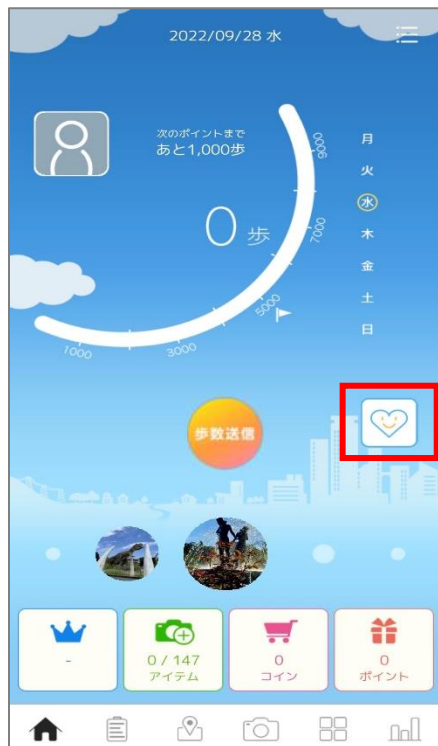 2022/09/28 水
次のポイントまで
あと1,000歩
0 歩
1000
3000
5000
7000
9000
月
火
水
木
金
土
日
歩数送信
-
0 / 147
アイテム
0
コイン
0
ポイント